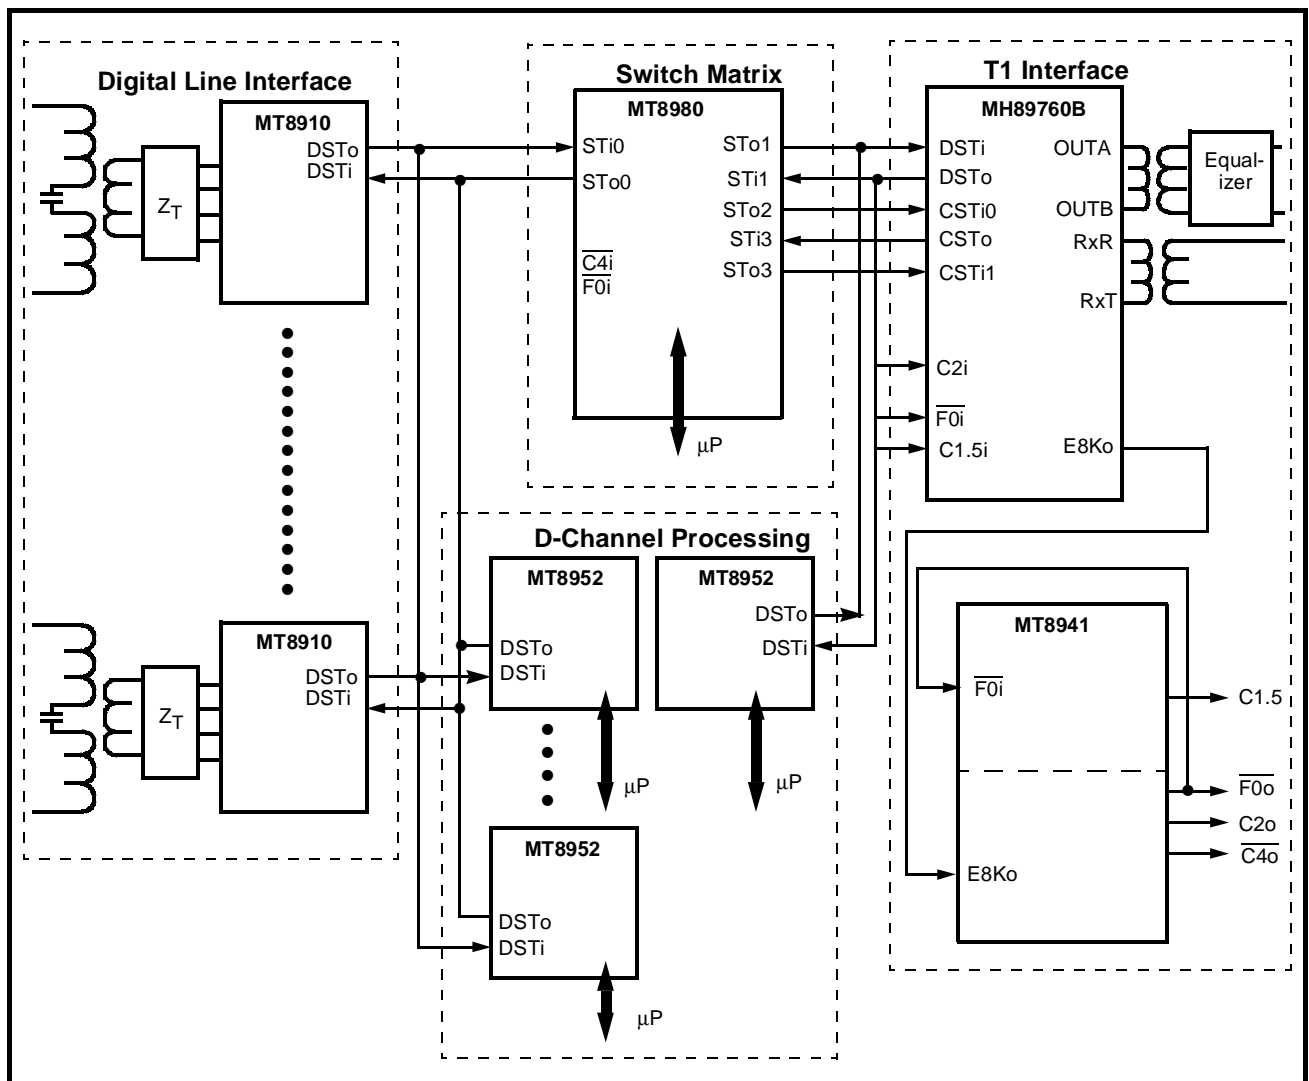 Digital Line Interface
MT8910
DSTo
DSTi
Z_T
MT8910
DSTo
DSTi
Z_T
Switch Matrix
MT8980
STi0
STo0
C4i
F0i
STo1
STi1
STo2
STi3
STo3
μP
D-Channel Processing
MT8952
DSTo
DSTi
μP
MT8952
DSTo
DSTi
μP
MT8952
DSTo
DSTi
μP
T1 Interface
MH89760B
DSTi
DSTo
CSTi0
CSTo
CSTi1
C2i
F0i
C1.5i
OUTA
OUTB
RxR
RxT
E8Ko
Equal-
izer
MT8941
F0i
E8Ko
C1.5
F0o
C2o
C4o